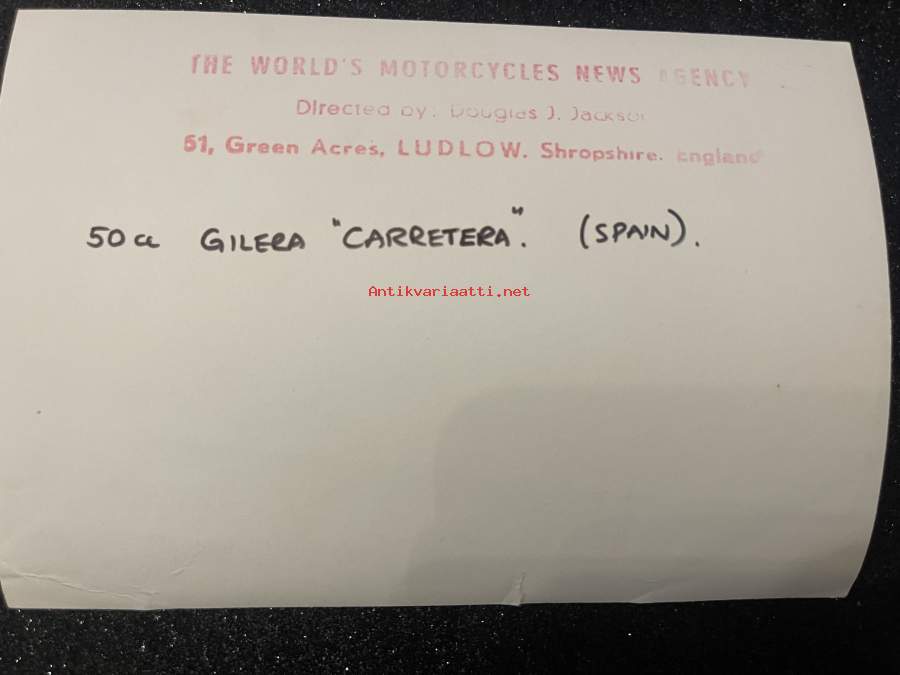 THE WORLD'S MOTORCYCLES NEWS AGENCY
Directed by: Douglas J. Jackson
51, Green Acres, LUDLOW. Shropshire. England
50cc GILERA "CARRETERA". (SPAIN).
Antikvariaatti.net